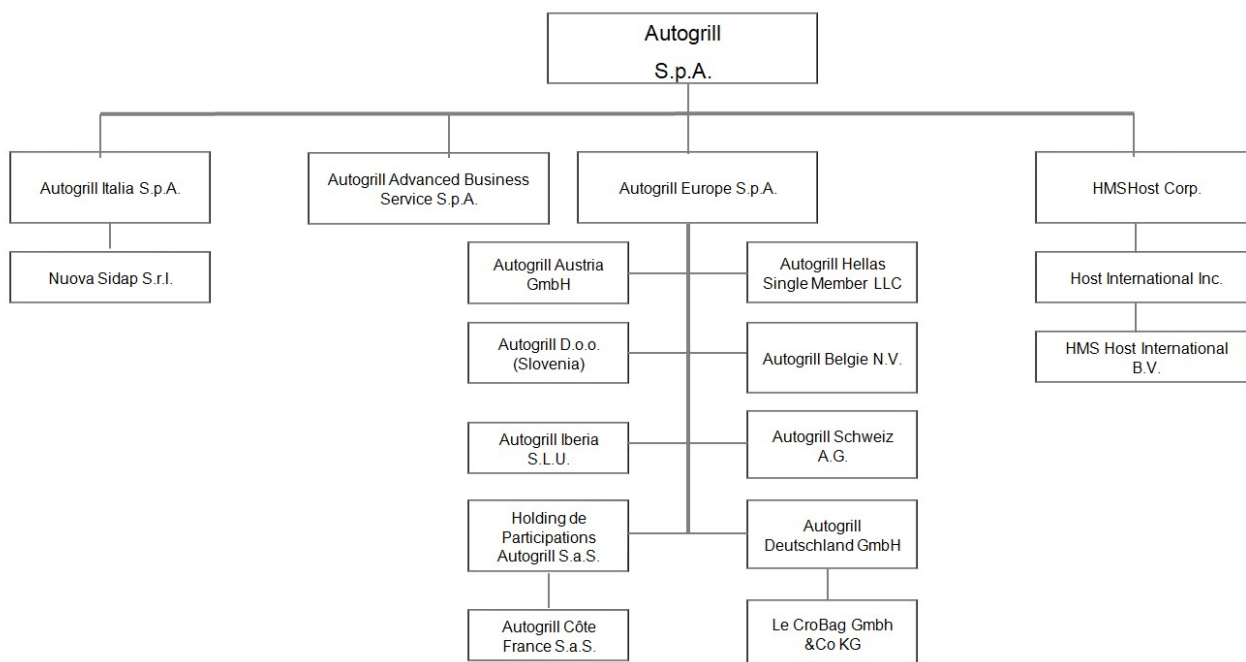 Autogrill
S.p.A.
Autogrill Italia S.p.A.
Autogrill Advanced Business
Service S.p.A.
Autogrill Europe S.p.A.
HMSHost Corp.
Nuova Sidap S.r.l.
Autogrill Austria
GmbH
Autogrill Hellas
Single Member LLC
Host International Inc.
Autogrill D.o.o.
(Slovenia)
Autogrill Belgie N.V.
HMS Host International
B.V.
Autogrill Iberia
S.L.U.
Autogrill Schweiz
A.G.
Holding de
Participations
Autogrill S.a.S.
Autogrill
Deutschland GmbH
Autogrill Côte
France S.a.S.
Le CroBag Gmbh
&Co KG